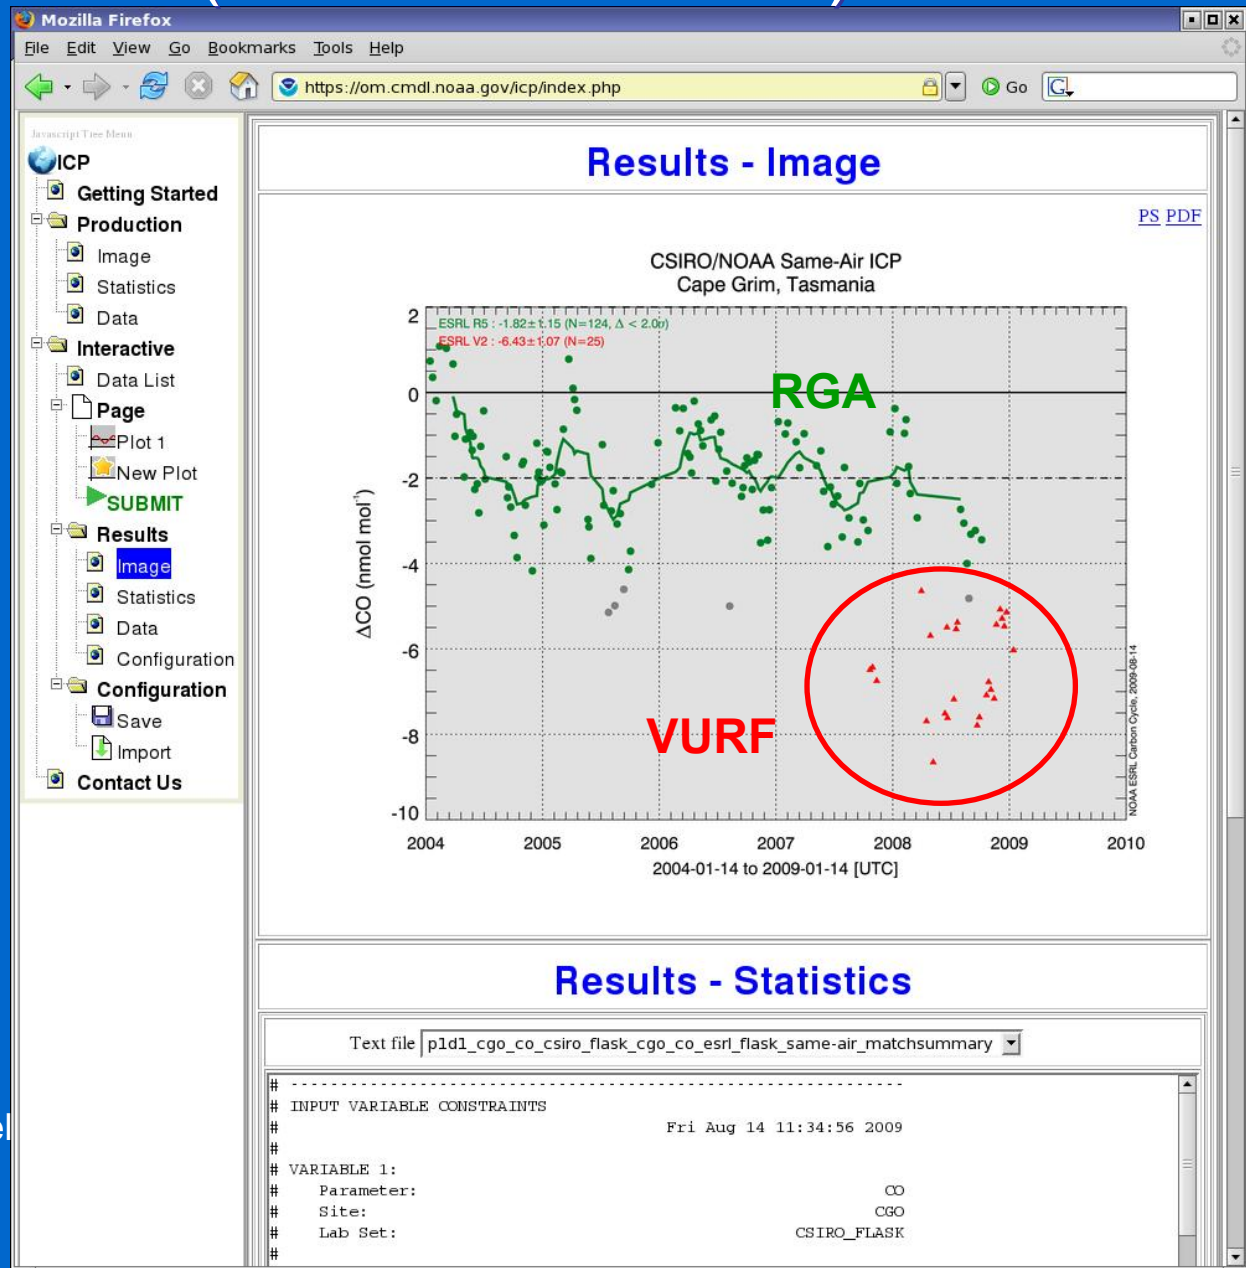 Mozilla Firefox
File Edit View Go Bookmarks Tools Help
https://om.cmdl.noaa.gov/icp/index.php
Go
G
Javascript Tree Menu
ICP
Getting Started
Production
Image
Statistics
Data
Interactive
Data List
Page
Plot 1
New Plot
SUBMIT
Results
Image
Statistics
Data
Configuration
Configuration
Save
Import
Contact Us
Results - Image
PS PDF
CSIRO/NOAA Same-Air ICP
Cape Grim, Tasmania
ESRL R5 : -1.82±1.15 (N=124, Δ < 2.0σ)
ESRL V2 : -6.43±1.07 (N=25)
RGA
VURF
ΔCO (nmol mol⁻¹)
2
0
-2
-4
-6
-8
-10
2004 2005 2006 2007 2008 2009 2010
2004-01-14 to 2009-01-14 [UTC]
NOAA ESRL Carbon Cycle, 2009-08-14
Results - Statistics
Text file p1d1_cgo_co_csiro_flask_cgo_co_esrl_flask_same-air_matchsummary
# --------------------------------------------------------------
# INPUT VARIABLE CONSTRAINTS
# Fri Aug 14 11:34:56 2009
#
# VARIABLE 1:
# Parameter: CO
# Site: CGO
# Lab Set: CSIRO_FLASK
#